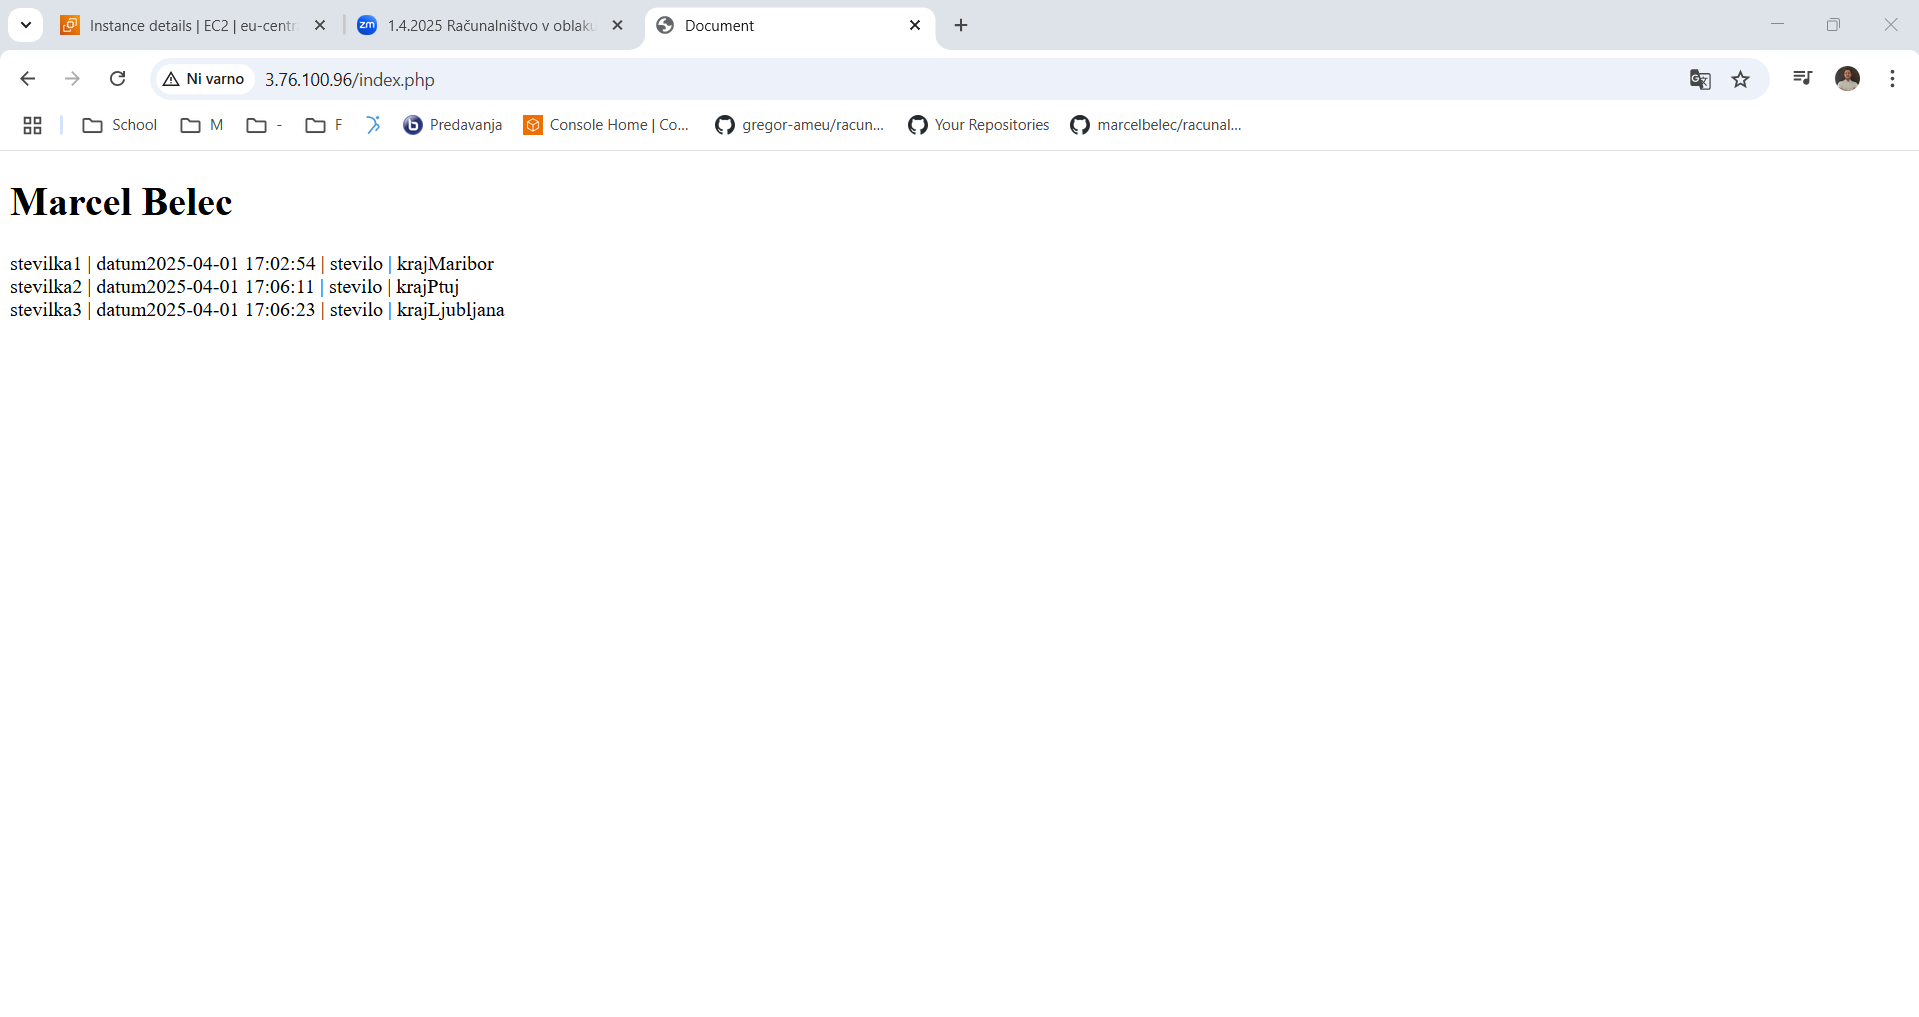 Instance details | EC2 | eu-centr
1.4.2025 Računalništvo v oblaku
Document
Ni varno
3.76.100.96/index.php
School
M
-
F
Predavanja
Console Home | Co...
gregor-ameu/racun...
Your Repositories
marcelbelec/racunal...
Marcel Belec
stevilka1 | datum2025-04-01 17:02:54 | stevilo | krajMaribor
stevilka2 | datum2025-04-01 17:06:11 | stevilo | krajPtuj
stevilka3 | datum2025-04-01 17:06:23 | stevilo | krajLjubljana